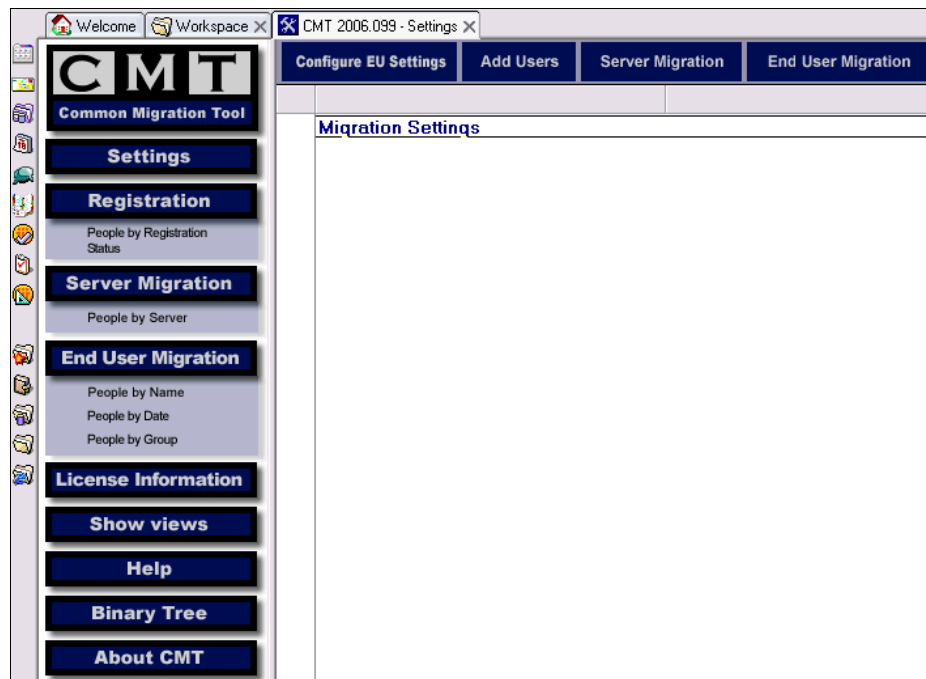 Welcome
Workspace
CMT 2006.099 - Settings
CMT
Common Migration Tool
Configure EU Settings
Add Users
Server Migration
End User Migration
Migration Settings
Settings
Registration
People by Registration
Status
Server Migration
People by Server
End User Migration
People by Name
People by Date
People by Group
License Information
Show views
Help
Binary Tree
About CMT